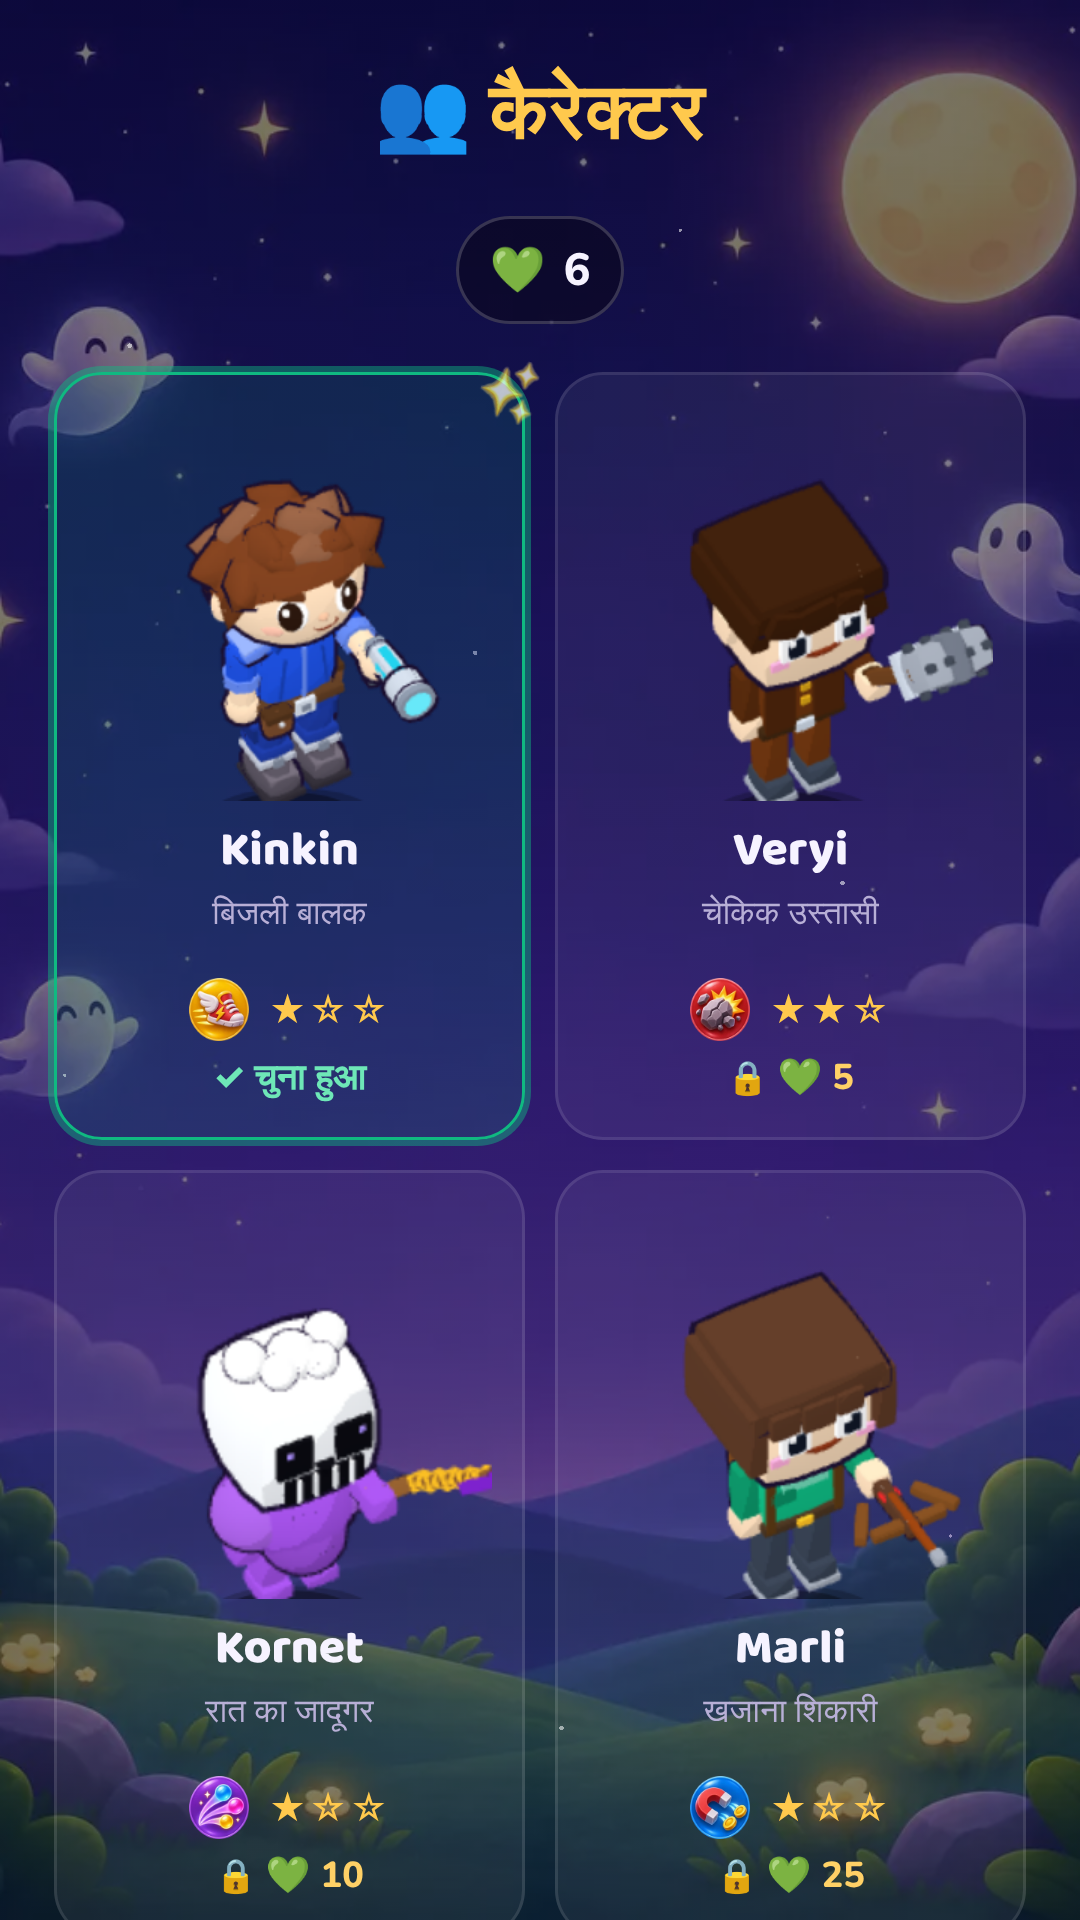 👥 कैरेक्टर
💚 6
Kinkin
बिजली बालक
★☆☆
✓ चुना हुआ
Veryi
चेकिक उस्तासी
★★☆
🔒 💚 5
Kornet
रात का जादूगर
★☆☆
🔒 💚 10
Marli
खजाना शिकारी
★☆☆
🔒 💚 25